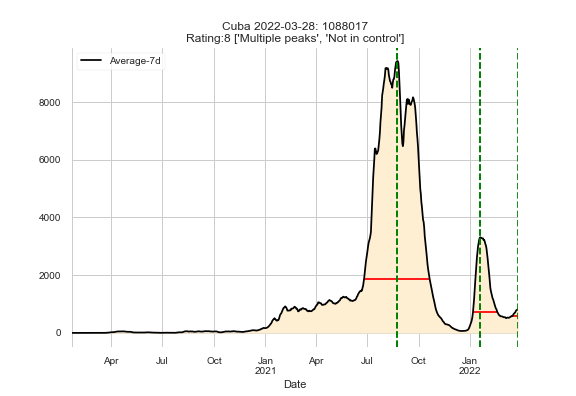 Cuba 2022-03-28: 1088017
Rating:8 ['Multiple peaks', 'Not in control']
Average-7d
8000
6000
4000
2000
0
Apr Jul Oct Jan Apr Jul Oct Jan
2021 2022
Date